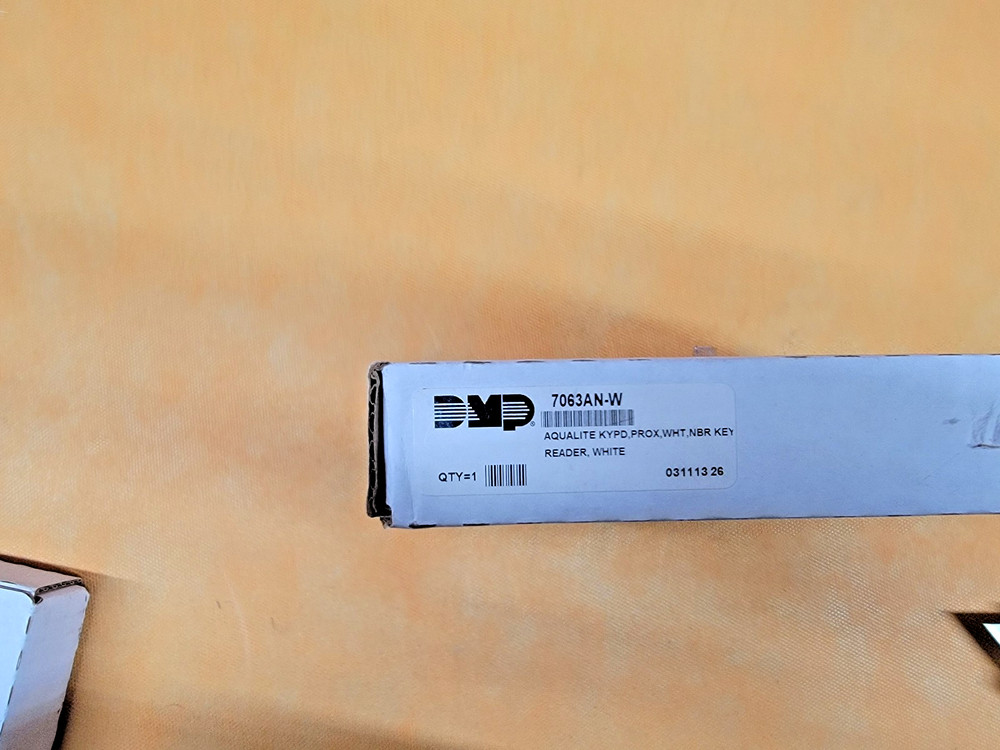 DMP® 7063AN-W
AQUALITE KYPD,PROX,WHT,NBR KEY
READER, WHITE
QTY=1 031113 26